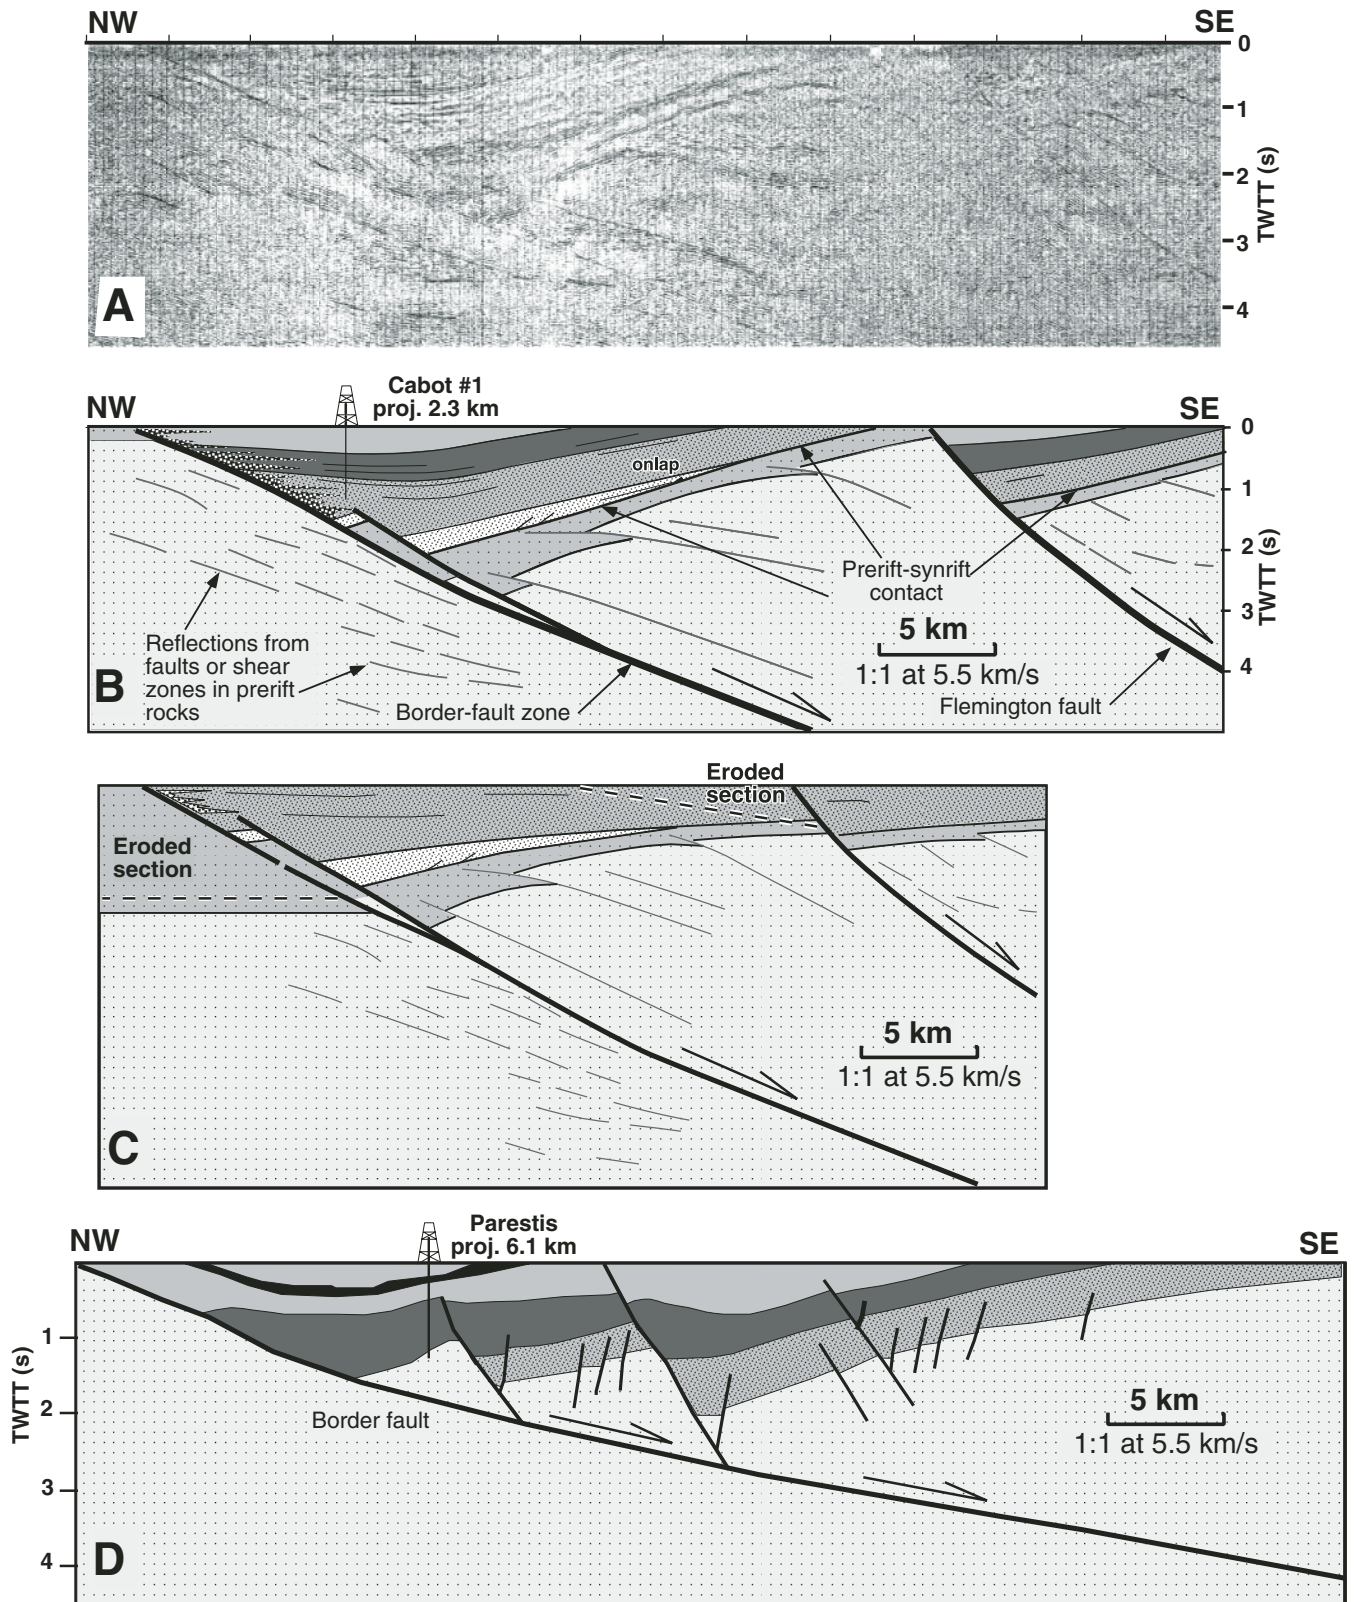 NW
SE
0
1
2
3
4
TWTT (s)
A
Cabot #1
proj. 2.3 km
NW
SE
0
1
2
3
4
TWTT (s)
onlap
Prerift-synrift
contact
5 km
1:1 at 5.5 km/s
Reflections from
faults or shear
zones in prerift
rocks
Border-fault zone
Flemington fault
B
Eroded
section
Eroded
section
5 km
1:1 at 5.5 km/s
C
NW
Parestis
proj. 6.1 km
SE
1
2
3
4
TWTT (s)
Border fault
5 km
1:1 at 5.5 km/s
D